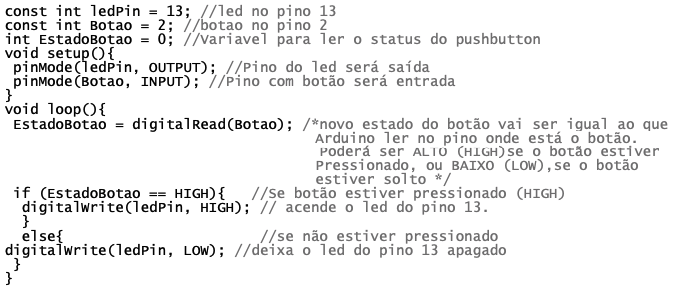 const int ledPin = 13; //led no pino 13
const int Botao = 2; //botao no pino 2
int EstadoBotao = 0; //Variavel para ler o status do pushbutton
void setup(){
pinMode(ledPin, OUTPUT); //Pino do led será saída
pinMode(Botao, INPUT); //Pino com botão será entrada
}
void loop(){
EstadoBotao = digitalRead(Botao); /*novo estado do botão vai ser igual ao que
Arduino ler no pino onde está o botão.
Poderá ser ALTO (HIGH)se o botão estiver
Pressionado, ou BAIXO (LOW),se o botão
estiver solto */
if (EstadoBotao == HIGH){ //Se botão estiver pressionado (HIGH)
digitalWrite(ledPin, HIGH); // acende o led do pino 13.
}
else{ //se não estiver pressionado
digitalWrite(ledPin, LOW); //deixa o led do pino 13 apagado
}
}